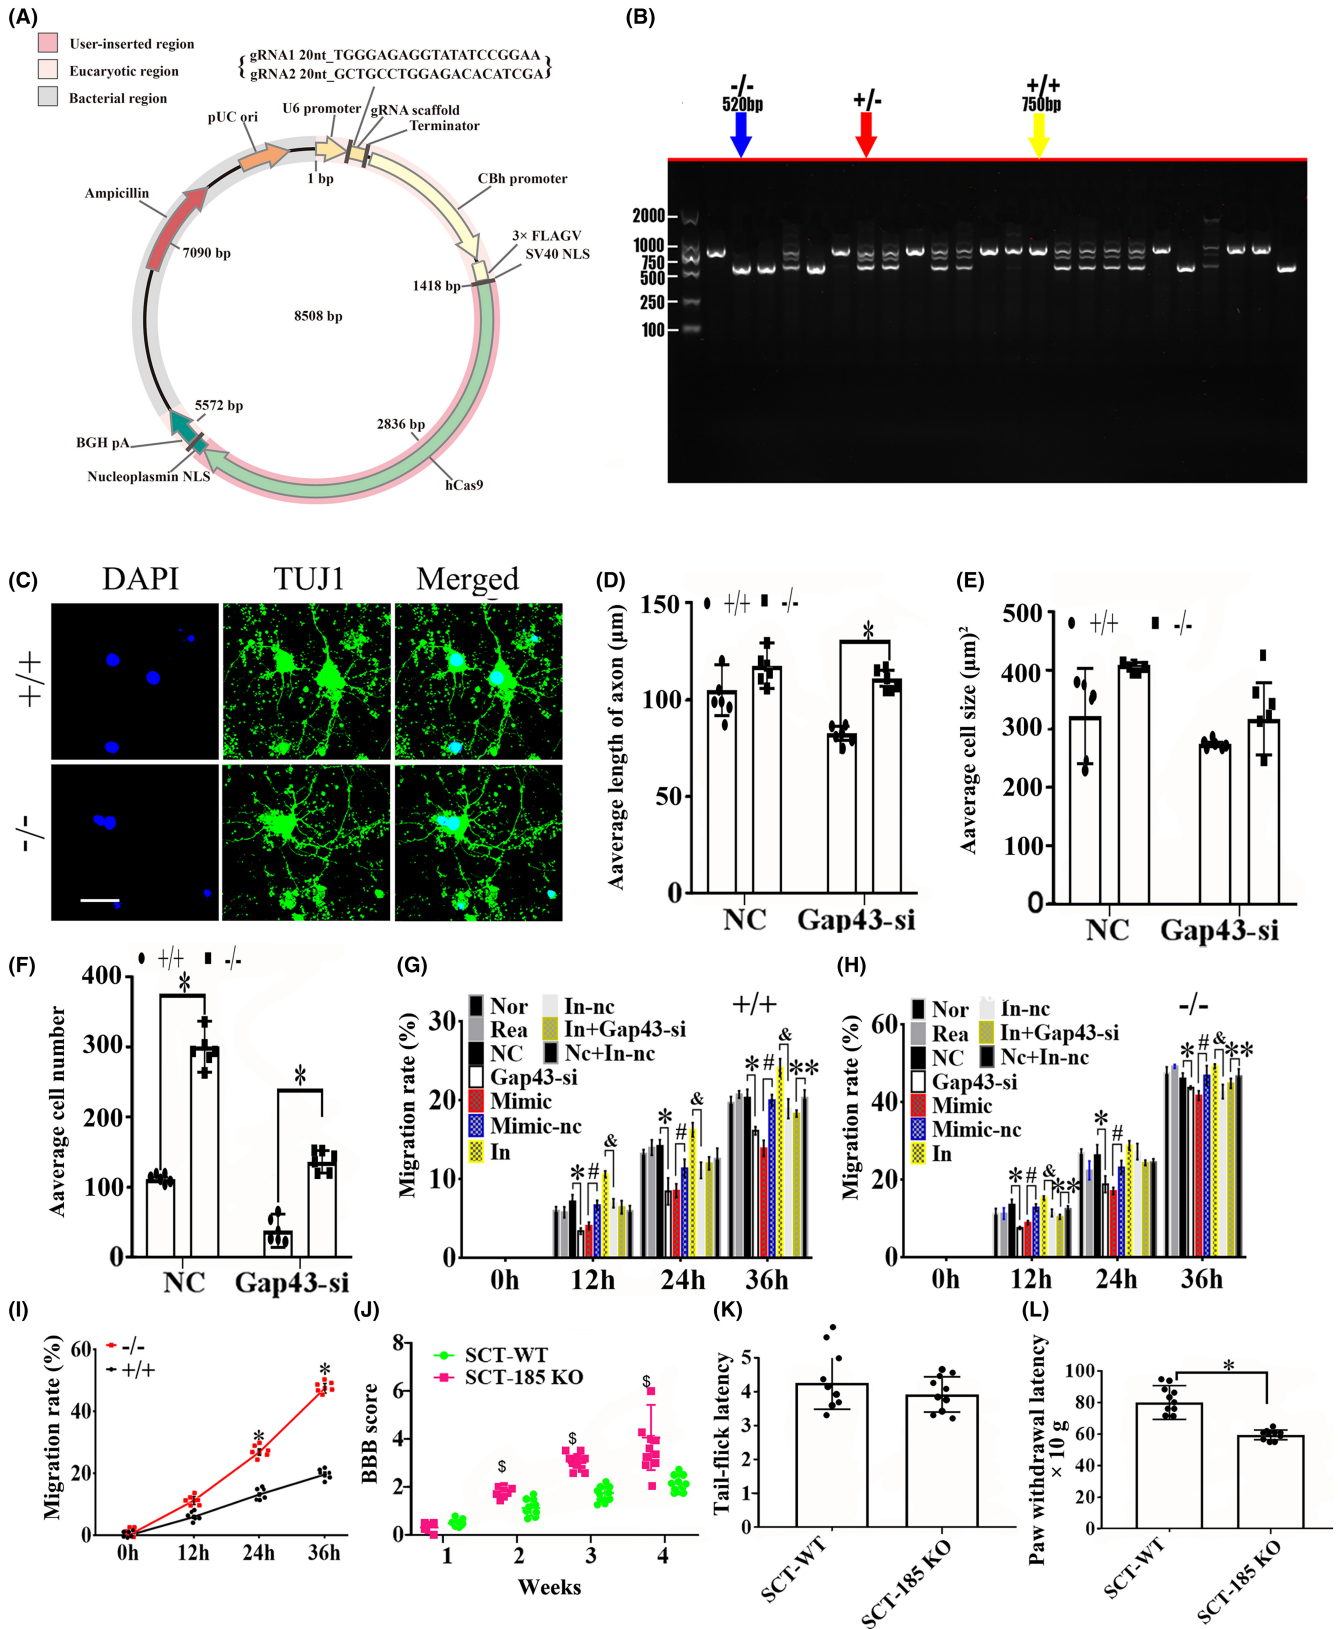 (A)
User-inserted region
Eucaryotic region
Bacterial region
gRNA1 20nt_TGGGAGAGGTATATCCGGAA
gRNA2 20nt_GCTGCCTGGAGACACATCGA
U6 promoter
gRNA scaffold
Terminator
pUC ori
1 bp
CBh promoter
Ampicillin
7090 bp
3× FLAGV
SV40 NLS
1418 bp
8508 bp
5572 bp
2836 bp
BGH pA
Nucleoplasmin NLS
hCas9
(B)
-/-
520bp
+/-
+/+
750bp
2000
1000
750
500
250
100
(C)
DAPI TUJ1 Merged
+/+
-/-
(D)
Aaverage length of axon (μm)
150
100
50
0
+/+ -/-
*
NC Gap43-si
(E)
Aaverage cell size (μm)²
500
400
300
200
100
0
+/+ -/-
NC Gap43-si
(F)
Aaverage cell number
400
300
200
100
0
+/+ -/-
* *
NC Gap43-si
(G)
Migration rate (%)
30
20
10
0
+/+
Nor
Rea
NC
Gap43-si
Mimic
Mimic-nc
In
In-nc
In+Gap43-si
Nc+In-nc
* # &
* # &
* # & **
0h 12h 24h 36h
(H)
Migration rate (%)
60
40
20
0
-/-
Nor
Rea
NC
Gap43-si
Mimic
Mimic-nc
In
In-nc
In+Gap43-si
Nc+In-nc
* # & **
* #
* # & **
0h 12h 24h 36h
(I)
Migration rate (%)
60
40
20
0
-/-
+/+
* *
0h 12h 24h 36h
(J)
BBB score
8
6
4
2
0
SCT-WT
SCT-185 KO
$ $ $
1 2 3 4
Weeks
(K)
Tail-flick latency
5
4
3
2
1
0
SCT-WT
SCT-185 KO
(L)
Paw withdrawal latency
× 10 g
100
80
60
40
20
0
*
SCT-WT
SCT-185 KO